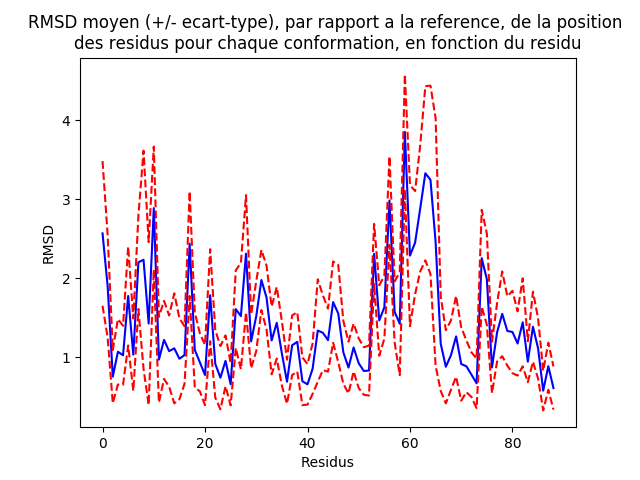 RMSD moyen (+/- ecart-type), par rapport a la reference, de la position
des residus pour chaque conformation, en fonction du residu
RMSD
4
3
2
1
0
20
40
60
80
Residus